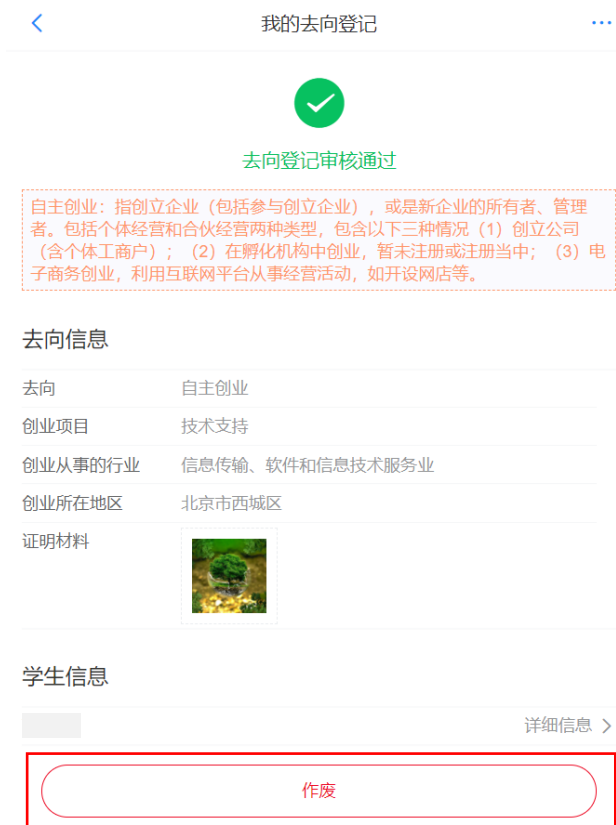 我的去向登记
去向登记审核通过
自主创业：指创立企业（包括参与创立企业），或是新企业的所有者、管理
者。包括个体经营和合伙经营两种类型，包含以下三种情况（1）创立公司
（含个体工商户）；（2）在孵化机构中创业，暂未注册或注册当中；（3）电
子商务创业，利用互联网平台从事经营活动，如开设网店等。
去向信息
去向 自主创业
创业项目 技术支持
创业从事的行业 信息传输、软件和信息技术服务业
创业所在地区 北京市西城区
证明材料
学生信息
详细信息
作废